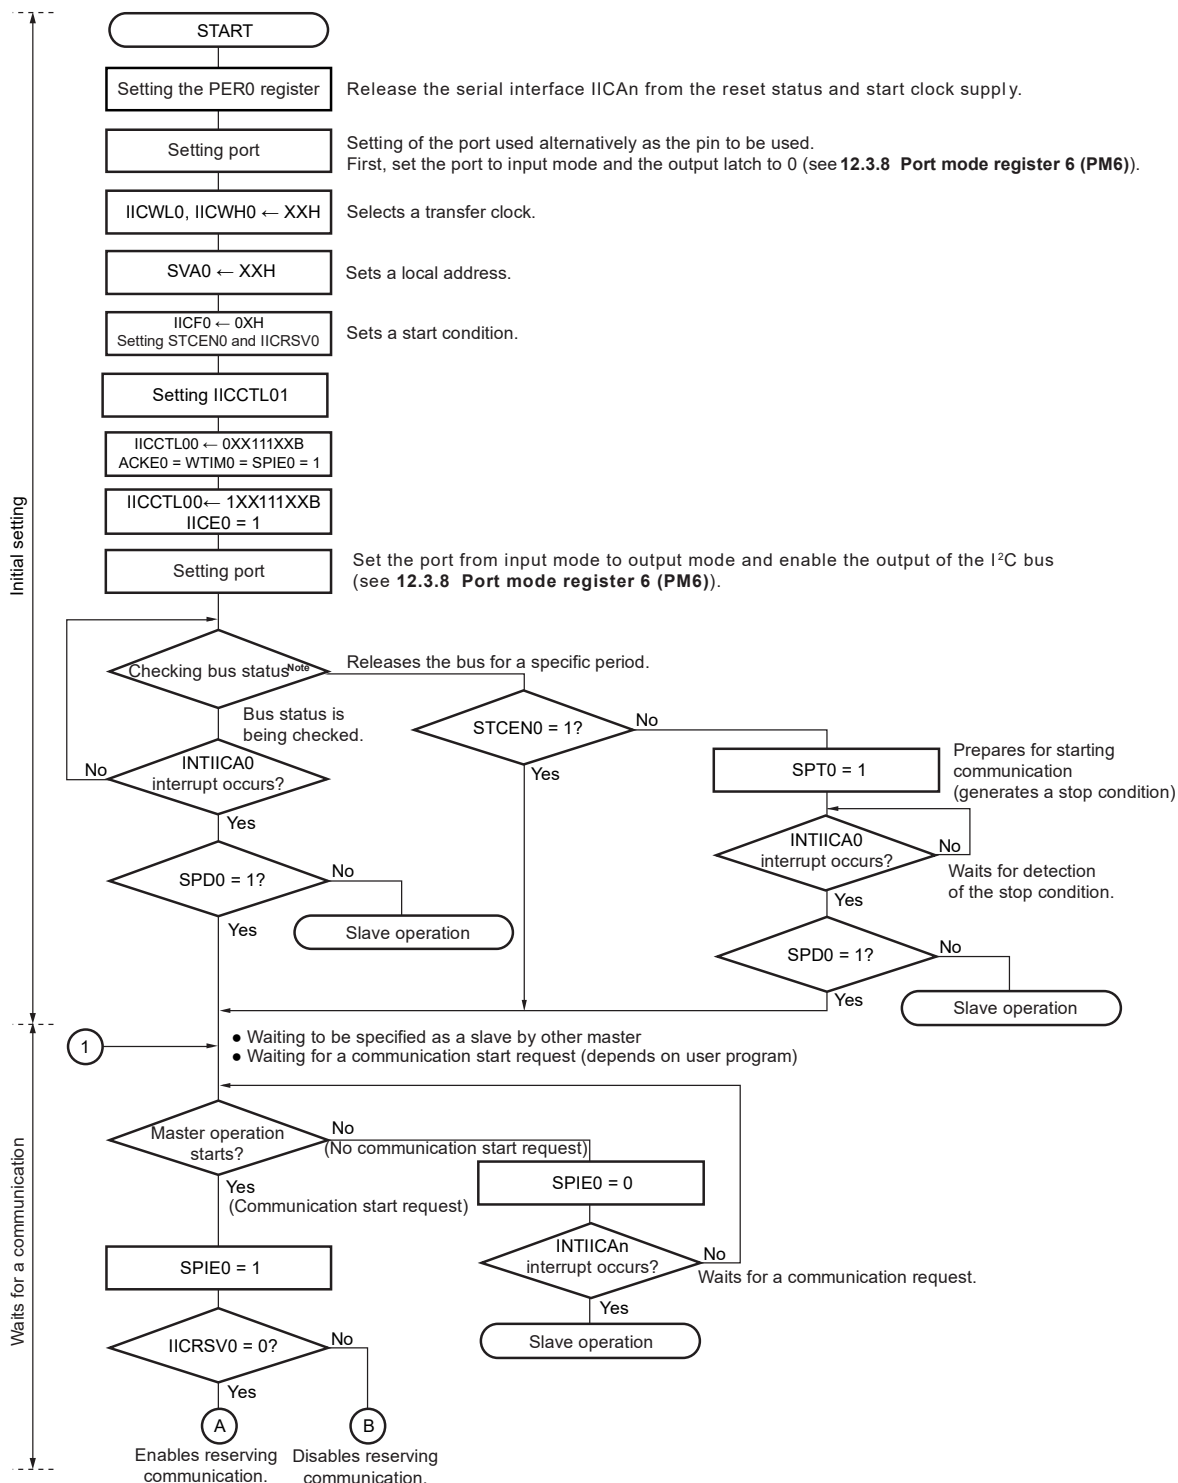 START
Setting the PER0 register
Release the serial interface IICAn from the reset status and start clock supply.
Setting port
Setting of the port used alternatively as the pin to be used.
First, set the port to input mode and the output latch to 0 (see 12.3.8 Port mode register 6 (PM6)).
IICWL0, IICWH0 ← XXH
Selects a transfer clock.
SVA0 ← XXH
Sets a local address.
IICF0 ← 0XH
Setting STCEN0 and IICRSV0
Sets a start condition.
Setting IICCTL01
IICCTL00 ← 0XX111XXB
ACKE0 = WTIM0 = SPIE0 = 1
IICCTL00← 1XX111XXB
IICE0 = 1
Initial setting
Setting port
Set the port from input mode to output mode and enable the output of the I²C bus
(see 12.3.8 Port mode register 6 (PM6)).
Checking bus statusNote
Releases the bus for a specific period.
Bus status is
being checked.
STCEN0 = 1?
No
Yes
SPT0 = 1
Prepares for starting
communication
(generates a stop condition)
INTIICA0
interrupt occurs?
No
Yes
INTIICA0
interrupt occurs?
No
Waits for detection
of the stop condition.
Yes
SPD0 = 1?
No
Yes
Slave operation
SPD0 = 1?
No
Yes
Slave operation
1
● Waiting to be specified as a slave by other master
● Waiting for a communication start request (depends on user program)
Waits for a communication
Master operation
starts?
No
(No communication start request)
Yes
(Communication start request)
SPIE0 = 0
INTIICAn
interrupt occurs?
No
Waits for a communication request.
Yes
Slave operation
SPIE0 = 1
IICRSV0 = 0?
No
Yes
A
B
Enables reserving
communication.
Disables reserving
communication.